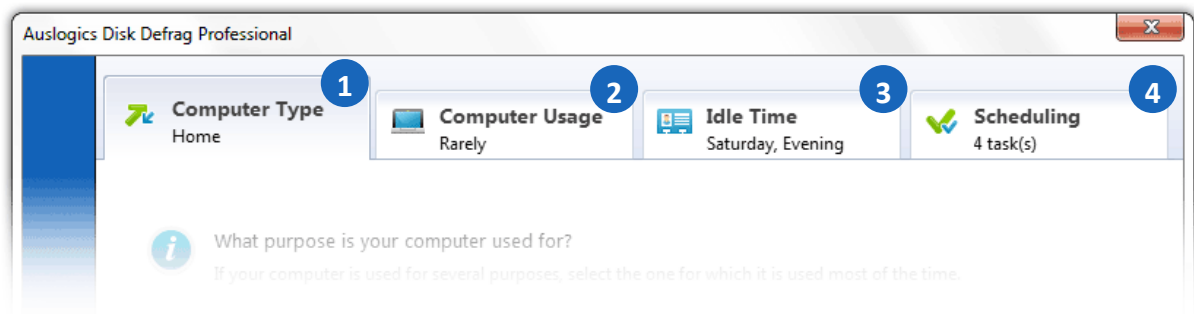 Auslogics Disk Defrag Professional
1
Computer Type
Home
2
Computer Usage
Rarely
3
Idle Time
Saturday, Evening
4
Scheduling
4 task(s)
What purpose is your computer used for?
If your computer is used for several purposes, select the one for which it is used most of the time.